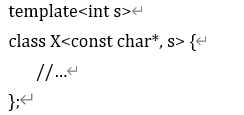 template<int s>↵
class X<const char*, s> {↵
//…↵
};↵